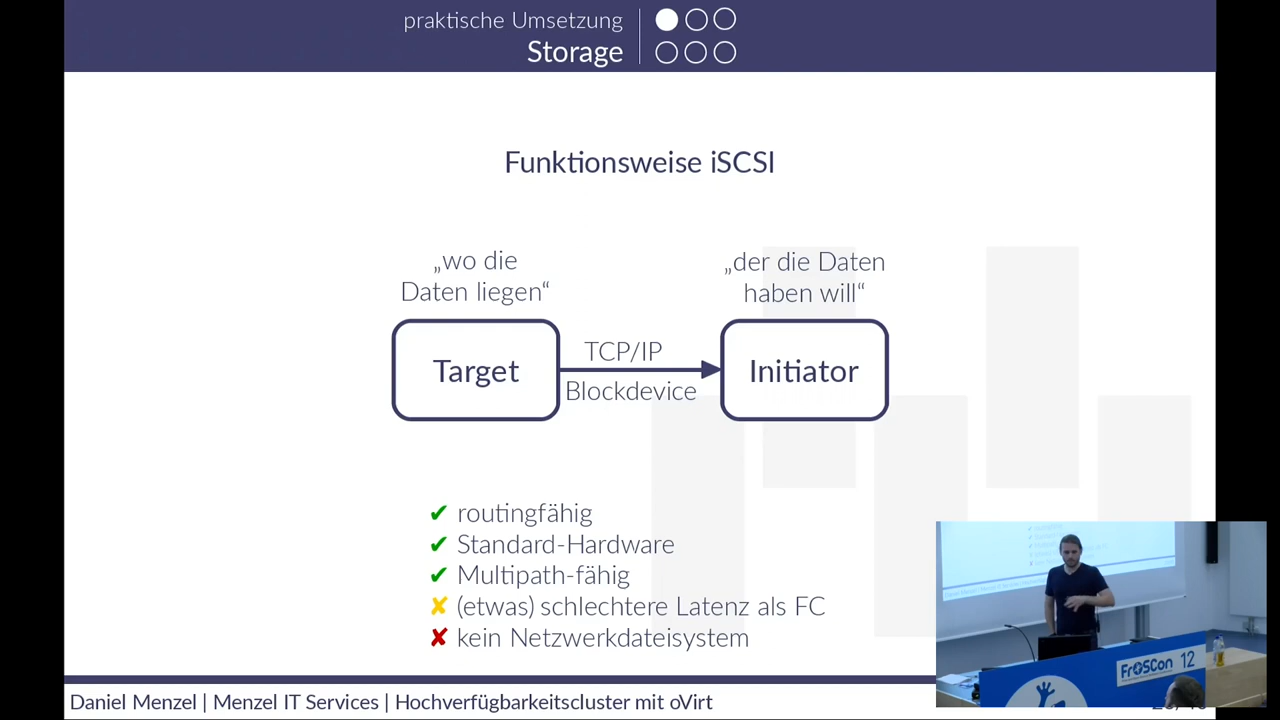 praktische Umsetzung
Storage
Funktionsweise iSCSI
„wo die
Daten liegen“
„der die Daten
haben will“
Target
TCP/IP
Blockdevice
Initiator
✔ routingfähig
✔ Standard-Hardware
✔ Multipath-fähig
✘ (etwas) schlechtere Latenz als FC
✘ kein Netzwerkdateisystem
FrOSCon 12
Daniel Menzel | Menzel IT Services | Hochverfügbarkeitscluster mit oVirt